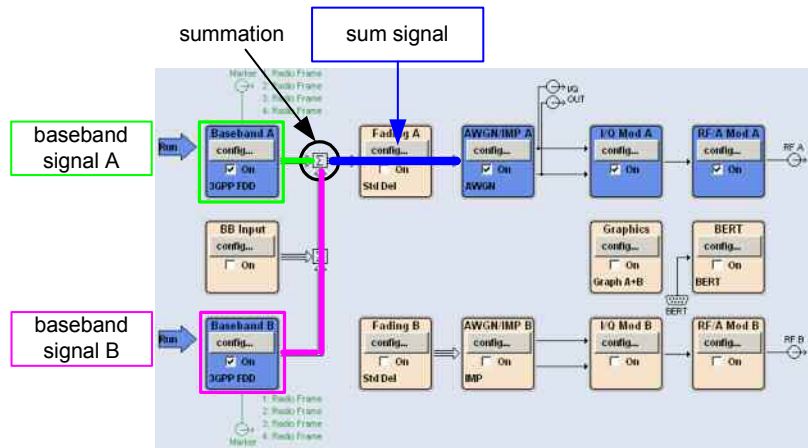 summation
sum signal
Marker
1: Radio Frame
2: Radio Frame
3: Radio Frame
4: Radio Frame
I/Q
OUT
baseband
signal A
Run
Baseband A
config...
On
3GPP FDD
Σ
Fading A
config...
On
Std Del
AWGN/IMP A
config...
On
AWGN
I/Q Mod A
config...
On
RF/A Mod A
config...
On
RF A
BB Input
config...
On
Σ
Graphics
config...
On
Graph A+B
BERT
BERT
config...
On
BERT
baseband
signal B
Run
Baseband B
config...
On
3GPP FDD
Fading B
config...
On
Std Del
AWGN/IMP B
config...
On
IMP
I/Q Mod B
config...
On
RF/A Mod B
config...
On
RF B
Marker
1: Radio Frame
2: Radio Frame
3: Radio Frame
4: Radio Frame